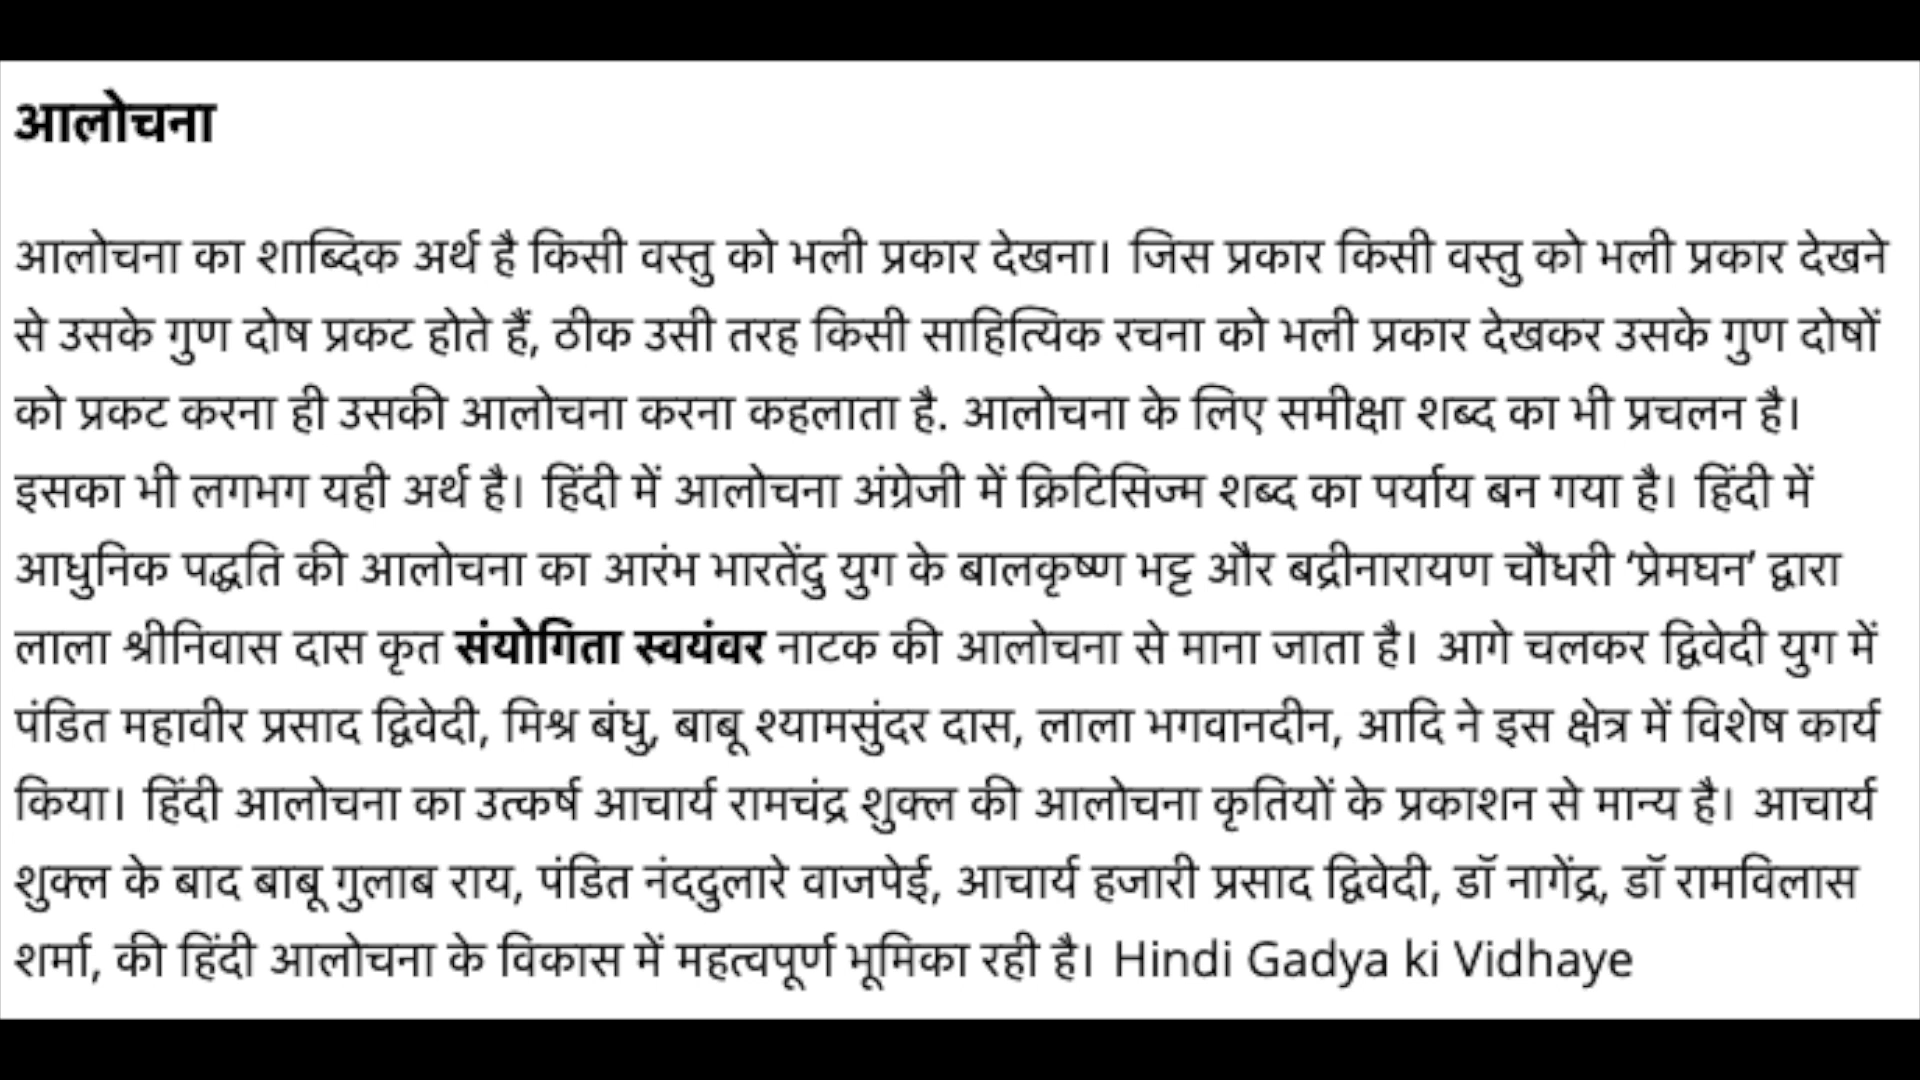 आलोचना
आलोचना का शाब्दिक अर्थ है किसी वस्तु को भली प्रकार देखना। जिस प्रकार किसी वस्तु को भली प्रकार देखने
से उसके गुण दोष प्रकट होते हैं, ठीक उसी तरह किसी साहित्यिक रचना को भली प्रकार देखकर उसके गुण दोषों
को प्रकट करना ही उसकी आलोचना करना कहलाता है. आलोचना के लिए समीक्षा शब्द का भी प्रचलन है।
इसका भी लगभग यही अर्थ है। हिंदी में आलोचना अंग्रेजी में क्रिटिसिज्म शब्द का पर्याय बन गया है। हिंदी में
आधुनिक पद्धति की आलोचना का आरंभ भारतेंदु युग के बालकृष्ण भट्ट और बद्रीनारायण चौधरी ‘प्रेमघन’ द्वारा
लाला श्रीनिवास दास कृत संयोगिता स्वयंवर नाटक की आलोचना से माना जाता है। आगे चलकर द्विवेदी युग में
पंडित महावीर प्रसाद द्विवेदी, मिश्र बंधु, बाबू श्यामसुंदर दास, लाला भगवानदीन, आदि ने इस क्षेत्र में विशेष कार्य
किया। हिंदी आलोचना का उत्कर्ष आचार्य रामचंद्र शुक्ल की आलोचना कृतियों के प्रकाशन से मान्य है। आचार्य
शुक्ल के बाद बाबू गुलाब राय, पंडित नंददुलारे वाजपेई, आचार्य हजारी प्रसाद द्विवेदी, डॉ नागेंद्र, डॉ रामविलास
शर्मा, की हिंदी आलोचना के विकास में महत्वपूर्ण भूमिका रही है। Hindi Gadya ki Vidhaye